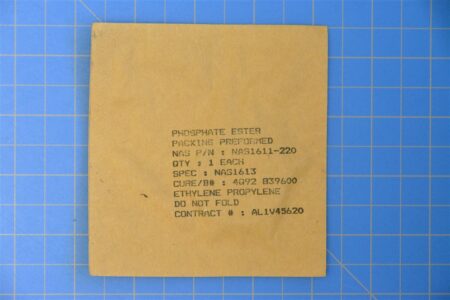 PHOSPHATE ESTER
PACKING PREFORMED
NAS P/N : NAS1611-220
QTY : 1 EACH
SPEC : NAS1613
CURE/B# : 4Q92 B39600
ETHYLENE PROPYLENE
DO NOT FOLD
CONTRACT # : AL1V45620